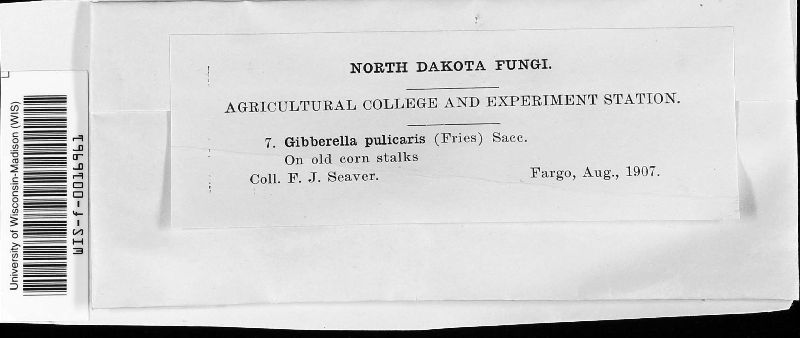 NORTH DAKOTA FUNGI.
AGRICULTURAL COLLEGE AND EXPERIMENT STATION.
7. Gibberella pulicaris (Fries) Sacc.
On old corn stalks
Coll. F. J. Seaver. Fargo, Aug., 1907.
University of Wisconsin-Madison (WIS)
WIS-f-0019961